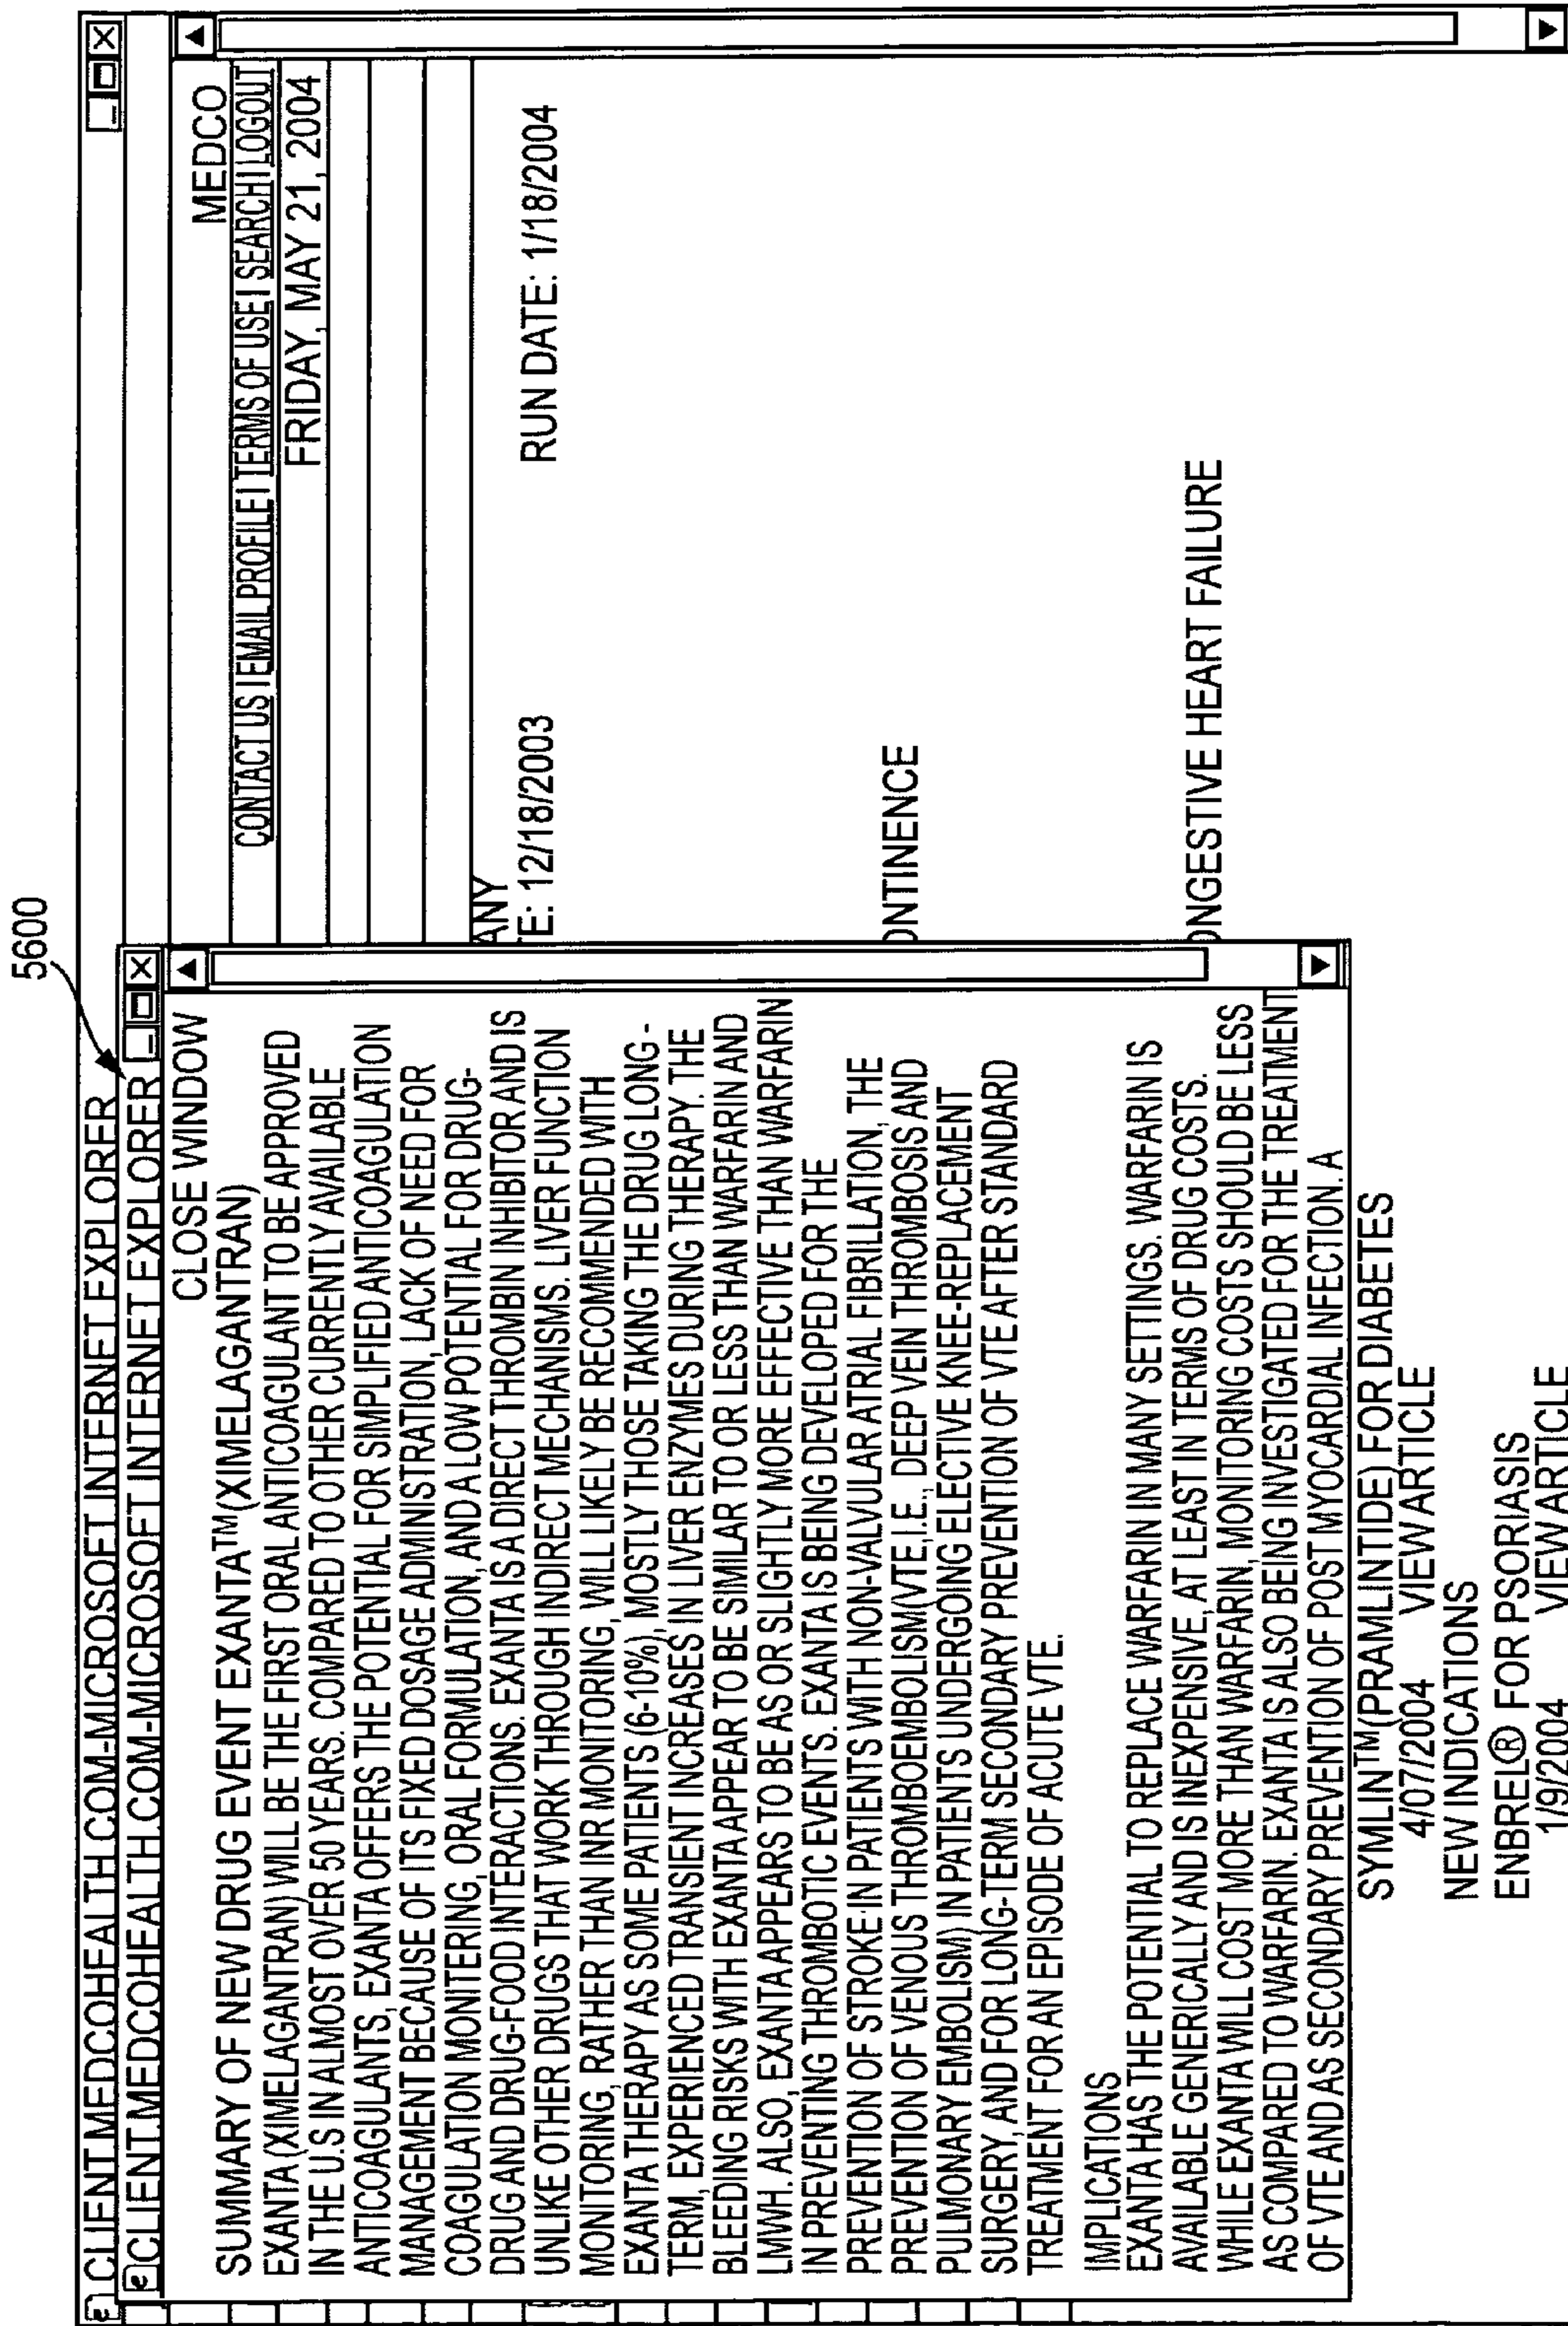 5600
CLIENT.MEDCOHEALTH.COM-MICROSOFT INTERNET EXPLORER
CLIENT.MEDCOHEALTH.COM-MICROSOFT INTERNET EXPLORER
CLOSE WINDOW
SUMMARY OF NEW DRUG EVENT EXANTA™(XIMELAGANTRAN)
EXANTA (XIMELAGANTRAN) WILL BE THE FIRST ORAL ANTICOAGULANT TO BE APPROVED
IN THE U.S IN ALMOST OVER 50 YEARS. COMPARED TO OTHER CURRENTLY AVAILABLE
ANTICOAGULANTS, EXANTA OFFERS THE POTENTIAL FOR SIMPLIFIED ANTICOAGULATION
MANAGEMENT BECAUSE OF ITS FIXED DOSAGE ADMINISTRATION, LACK OF NEED FOR
COAGULATION MONITERING, ORAL FORMULATION, AND A LOW POTENTIAL FOR DRUG-
DRUG AND DRUG-FOOD INTERACTIONS. EXANTA IS A DIRECT THROMBIN INHIBITOR AND IS
UNLIKE OTHER DRUGS THAT WORK THROUGH INDIRECT MECHANISMS. LIVER FUNCTION
MONITORING, RATHER THAN INR MONITORING, WILL LIKELY BE RECOMMENDED WITH
EXANTA THERAPY AS SOME PATIENTS (6-10%), MOSTLY THOSE TAKING THE DRUG LONG-
TERM, EXPERIENCED TRANSIENT INCREASES IN LIVER ENZYMES DURING THERAPY. THE
BLEEDING RISKS WITH EXANTA APPEAR TO BE SIMILAR TO OR LESS THAN WARFARIN AND
LMWH. ALSO, EXANTA APPEARS TO BE AS OR SLIGHTLY MORE EFFECTIVE THAN WARFARIN
IN PREVENTING THROMBOTIC EVENTS. EXANTA IS BEING DEVELOPED FOR THE
PREVENTION OF STROKE IN PATIENTS WITH NON-VALVULAR ATRIAL FIBRILLATION, THE
PREVENTION OF VENOUS THROMBOEMBOLISM(VTE,I.E., DEEP VEIN THROMBOSIS AND
PULMONARY EMBOLISM) IN PATIENTS UNDERGOING ELECTIVE KNEE-REPLACEMENT
SURGERY, AND FOR LONG-TERM SECONDARY PREVENTION OF VTE AFTER STANDARD
TREATMENT FOR AN EPISODE OF ACUTE VTE.
IMPLICATIONS
EXANTA HAS THE POTENTIAL TO REPLACE WARFARIN IN MANY SETTINGS. WARFARIN IS
AVAILABLE GENERICALLY AND IS INEXPENSIVE, AT LEAST IN TERMS OF DRUG COSTS.
WHILE EXANTA WILL COST MORE THAN WARFARIN, MONITORING COSTS SHOULD BE LESS
AS COMPARED TO WARFARIN. EXANTA IS ALSO BEING INVESTIGATED FOR THE TREATMENT
OF VTE AND AS SECONDARY PREVENTION OF POST MYOCARDIAL INFECTION. A
MEDCO
CONTACT US | EMAIL PROFILE | TERMS OF USE | SEARCH | LOGOUT
FRIDAY, MAY 21, 2004
ANY
TE: 12/18/2003 RUN DATE: 1/18/2004
ONTINENCE
ONGESTIVE HEART FAILURE
SYMLIN™(PRAMLINTIDE) FOR DIABETES
4/07/2004 VIEW ARTICLE
NEW INDICATIONS
ENBREL® FOR PSORIASIS
1/9/2004 VIEW ARTICLE